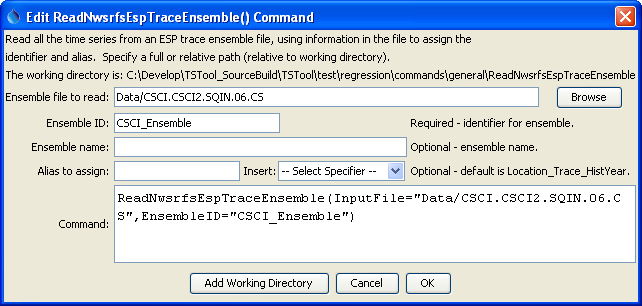 Edit ReadNwsrfsEspTraceEnsemble() Command
Read all the time series from an ESP trace ensemble file, using information in the file to assign the
identifier and alias.  Specify a full or relative path (relative to working directory).
The working directory is: C:\Develop\TSTool_SourceBuild\TSTool\test\regression\commands\general\ReadNwsrfsEspTraceEnsemble
Ensemble file to read: Data/CSCI.CSCI2.SQIN.06.CS Browse
Ensemble ID: CSCI_Ensemble Required - identifier for ensemble.
Ensemble name: Optional - ensemble name.
Alias to assign: Insert: -- Select Specifier -- Optional - default is Location_Trace_HistYear.
Command: ReadNwsrfsEspTraceEnsemble(InputFile="Data/CSCI.CSCI2.SQIN.06.C
S",EnsembleID="CSCI_Ensemble")
Add Working Directory Cancel OK